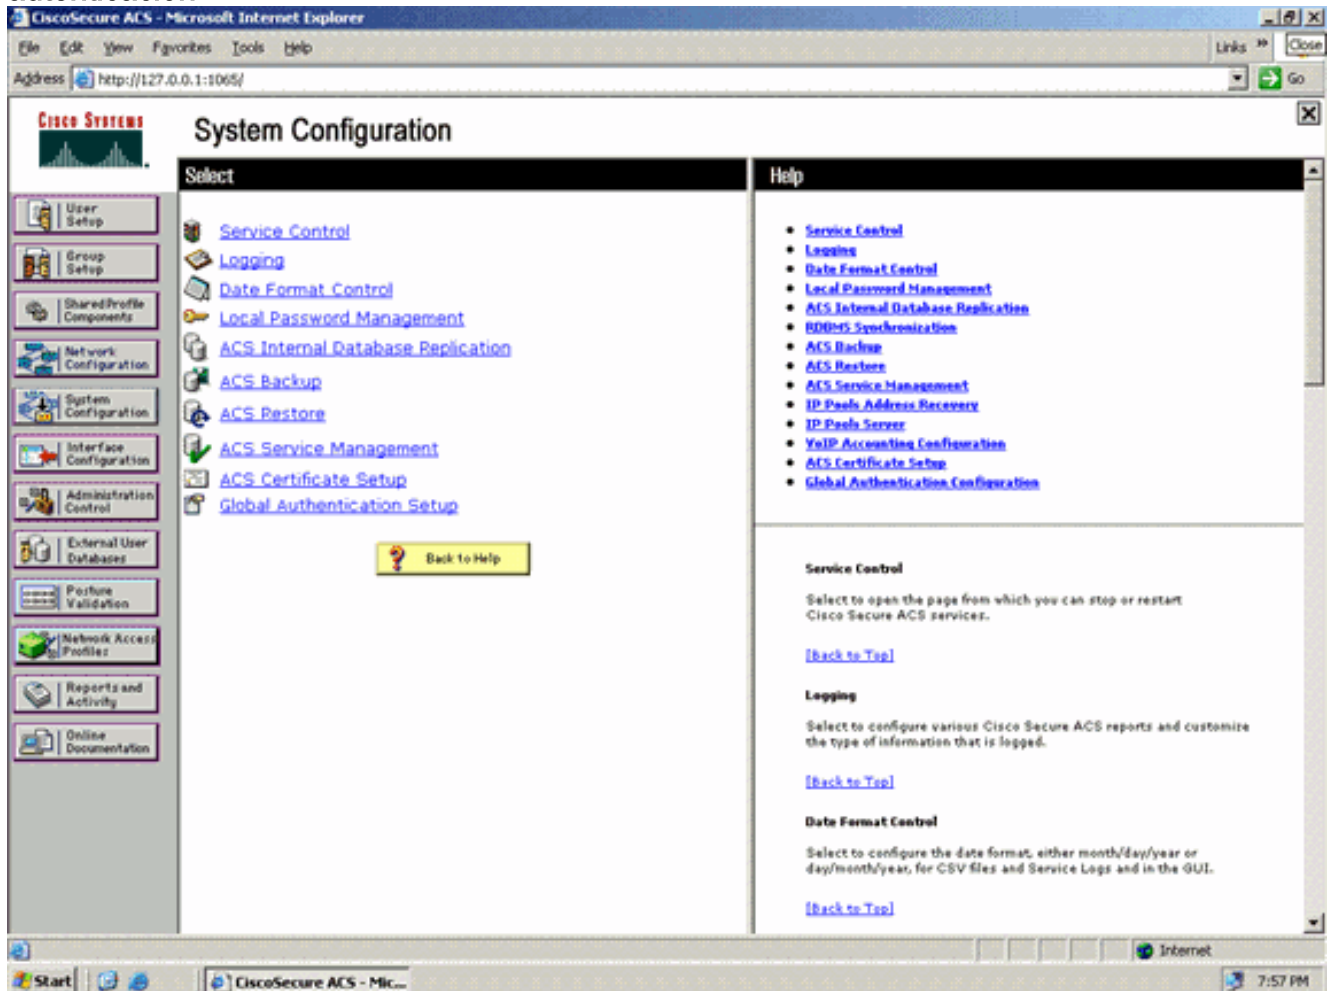 autenticación
CiscoSecure ACS - Microsoft Internet Explorer
File Edit View Favorites Tools Help
Links » Close
Address http://127.0.0.1:1065/
Go
CISCO SYSTEMS
System Configuration
Select
Help
User Setup
Group Setup
Shared Profile Components
Network Configuration
System Configuration
Interface Configuration
Administration Control
External User Databases
Posture Validation
Network Access Profiles
Reports and Activity
Online Documentation
Service Control
Logging
Date Format Control
Local Password Management
ACS Internal Database Replication
ACS Backup
ACS Restore
ACS Service Management
ACS Certificate Setup
Global Authentication Setup
? Back to Help
Service Control
Logging
Date Format Control
Local Password Management
ACS Internal Database Replication
RDBMS Synchronization
ACS Backup
ACS Restore
ACS Service Management
IP Pools Address Recovery
IP Pools Server
VoIP Accounting Configuration
ACS Certificate Setup
Global Authentication Configuration
Service Control
Select to open the page from which you can stop or restart
Cisco Secure ACS services.
[Back to Top]
Logging
Select to configure various Cisco Secure ACS reports and customize
the type of information that is logged.
[Back to Top]
Date Format Control
Select to configure the date format, either month/day/year or
day/month/year, for CSV files and Service Logs and in the GUI.
[Back to Top]
Internet
Start
CiscoSecure ACS - Mic...
7:57 PM